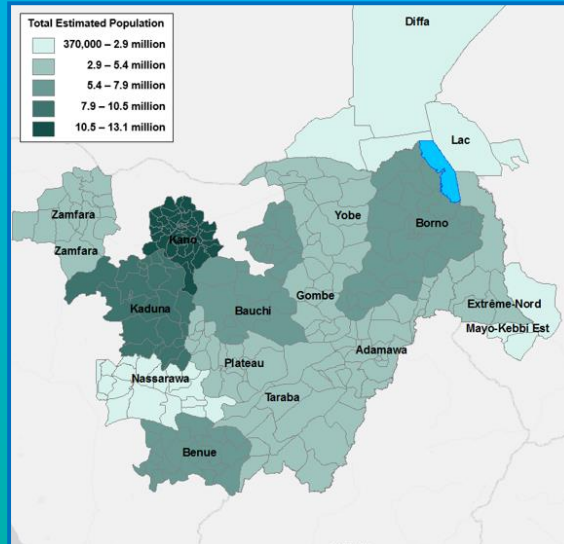 Total Estimated Population
370,000 – 2.9 million
2.9 – 5.4 million
5.4 – 7.9 million
7.9 – 10.5 million
10.5 – 13.1 million
Diffa
Lac
Zamfara
Yobe
Borno
Kano
Zamfara
Kaduna
Bauchi
Gombe
Extrême-Nord
Mayo-Kebbi Est
Adamawa
Plateau
Nassarawa
Taraba
Benue